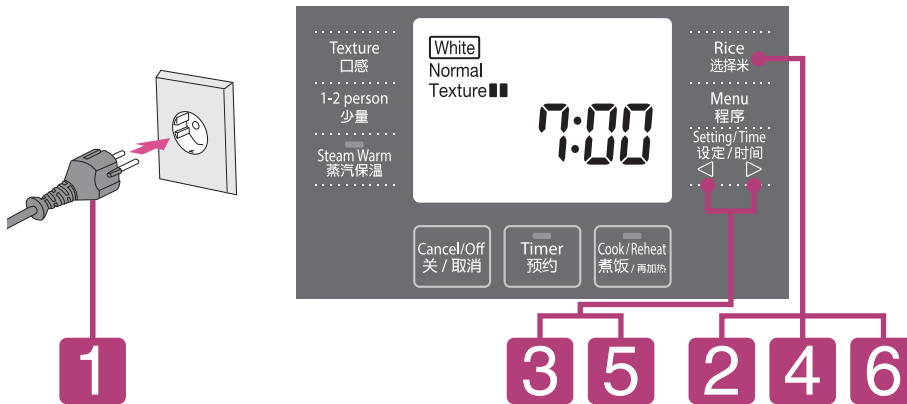 Texture
口感
1-2 person
少量
Steam Warm
蒸汽保温
White
Normal
Texture
7:00
Rice
选择米
Menu
程序
Setting/Time
设定/时间
Cancel/Off
关/取消
Timer
预约
Cook/Reheat
煮饭/再加热
1
3
5
2
4
6